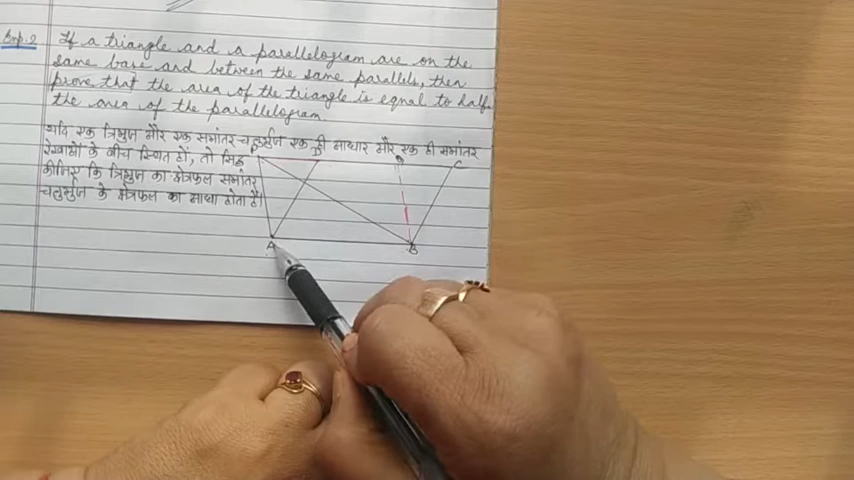 Exmp. 2
If a triangle and a parallelogram are on the
same base and between the same parallels, then
prove that the area of the triangle is equal to half
the area of the parallelogram.
यदि एक त्रिभुज और एक समांतर चतुर्भुज एक ही आधार और एक ही समांतर
रेखाओं के बीच स्थित हों, तो सिद्ध
कीजिए कि त्रिभुज का क्षेत्रफल समांतर
चतुर्भुज के क्षेत्रफल का आधा होता है।
P D Q C
A B